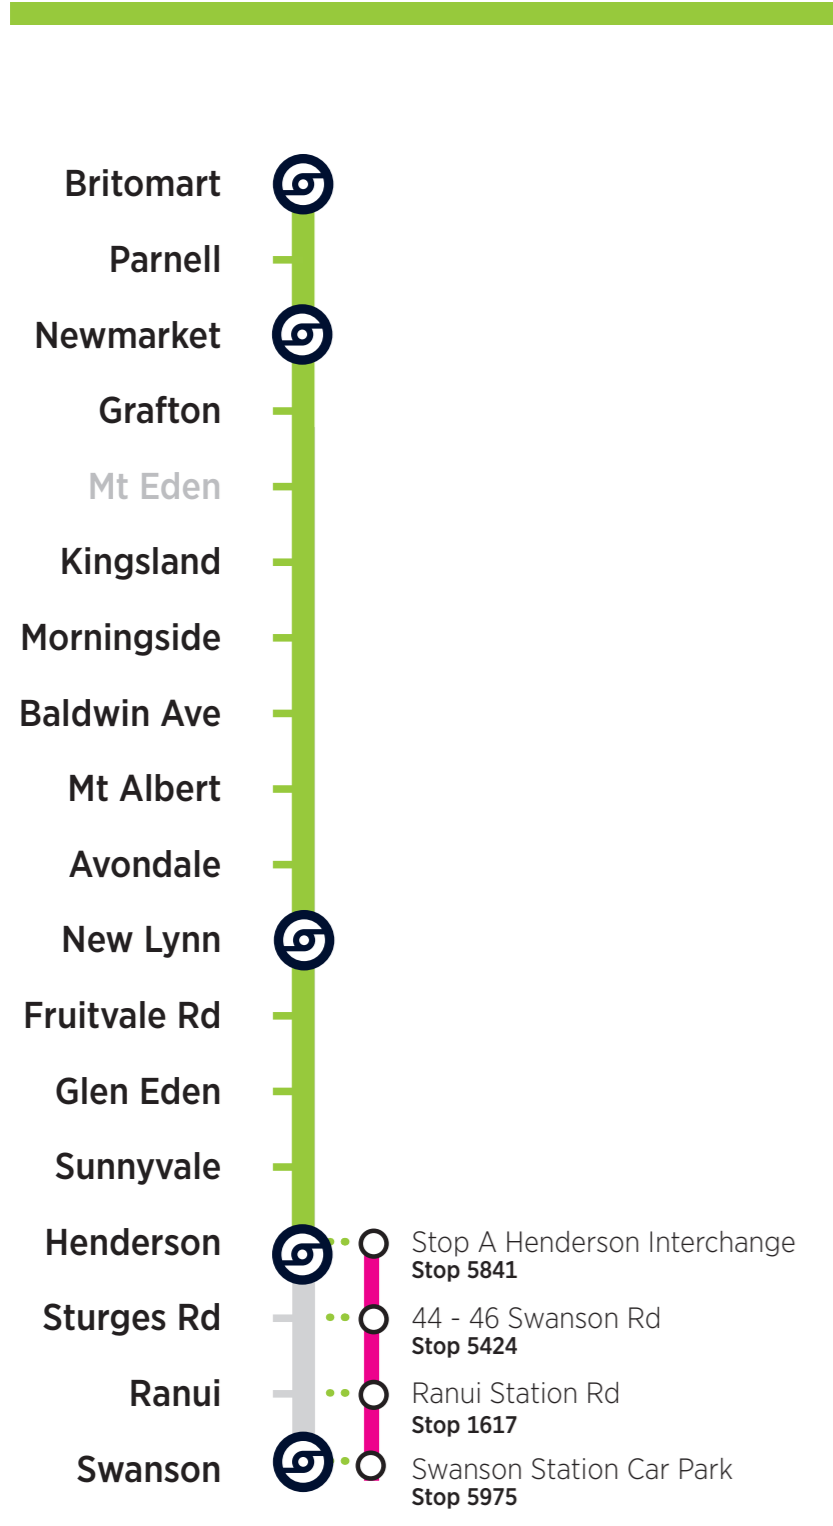 Britomart
Parnell
Newmarket
Grafton
Mt Eden
Kingsland
Morningside
Baldwin Ave
Mt Albert
Avondale
New Lynn
Fruitvale Rd
Glen Eden
Sunnyvale
Henderson
Stop A Henderson Interchange
Stop 5841
Sturges Rd
44 - 46 Swanson Rd
Stop 5424
Ranui
Ranui Station Rd
Stop 1617
Swanson
Swanson Station Car Park
Stop 5975